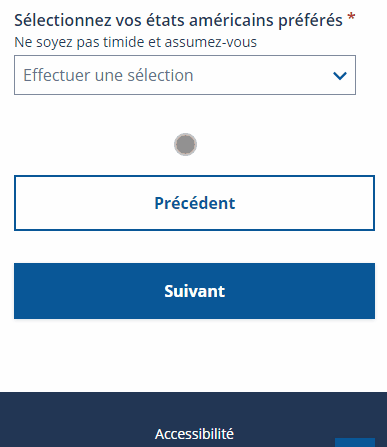 Sélectionnez vos états américains préférés *
Ne soyez pas timide et assumez-vous
Effectuer une sélection
Précédent
Suivant
Accessibilité